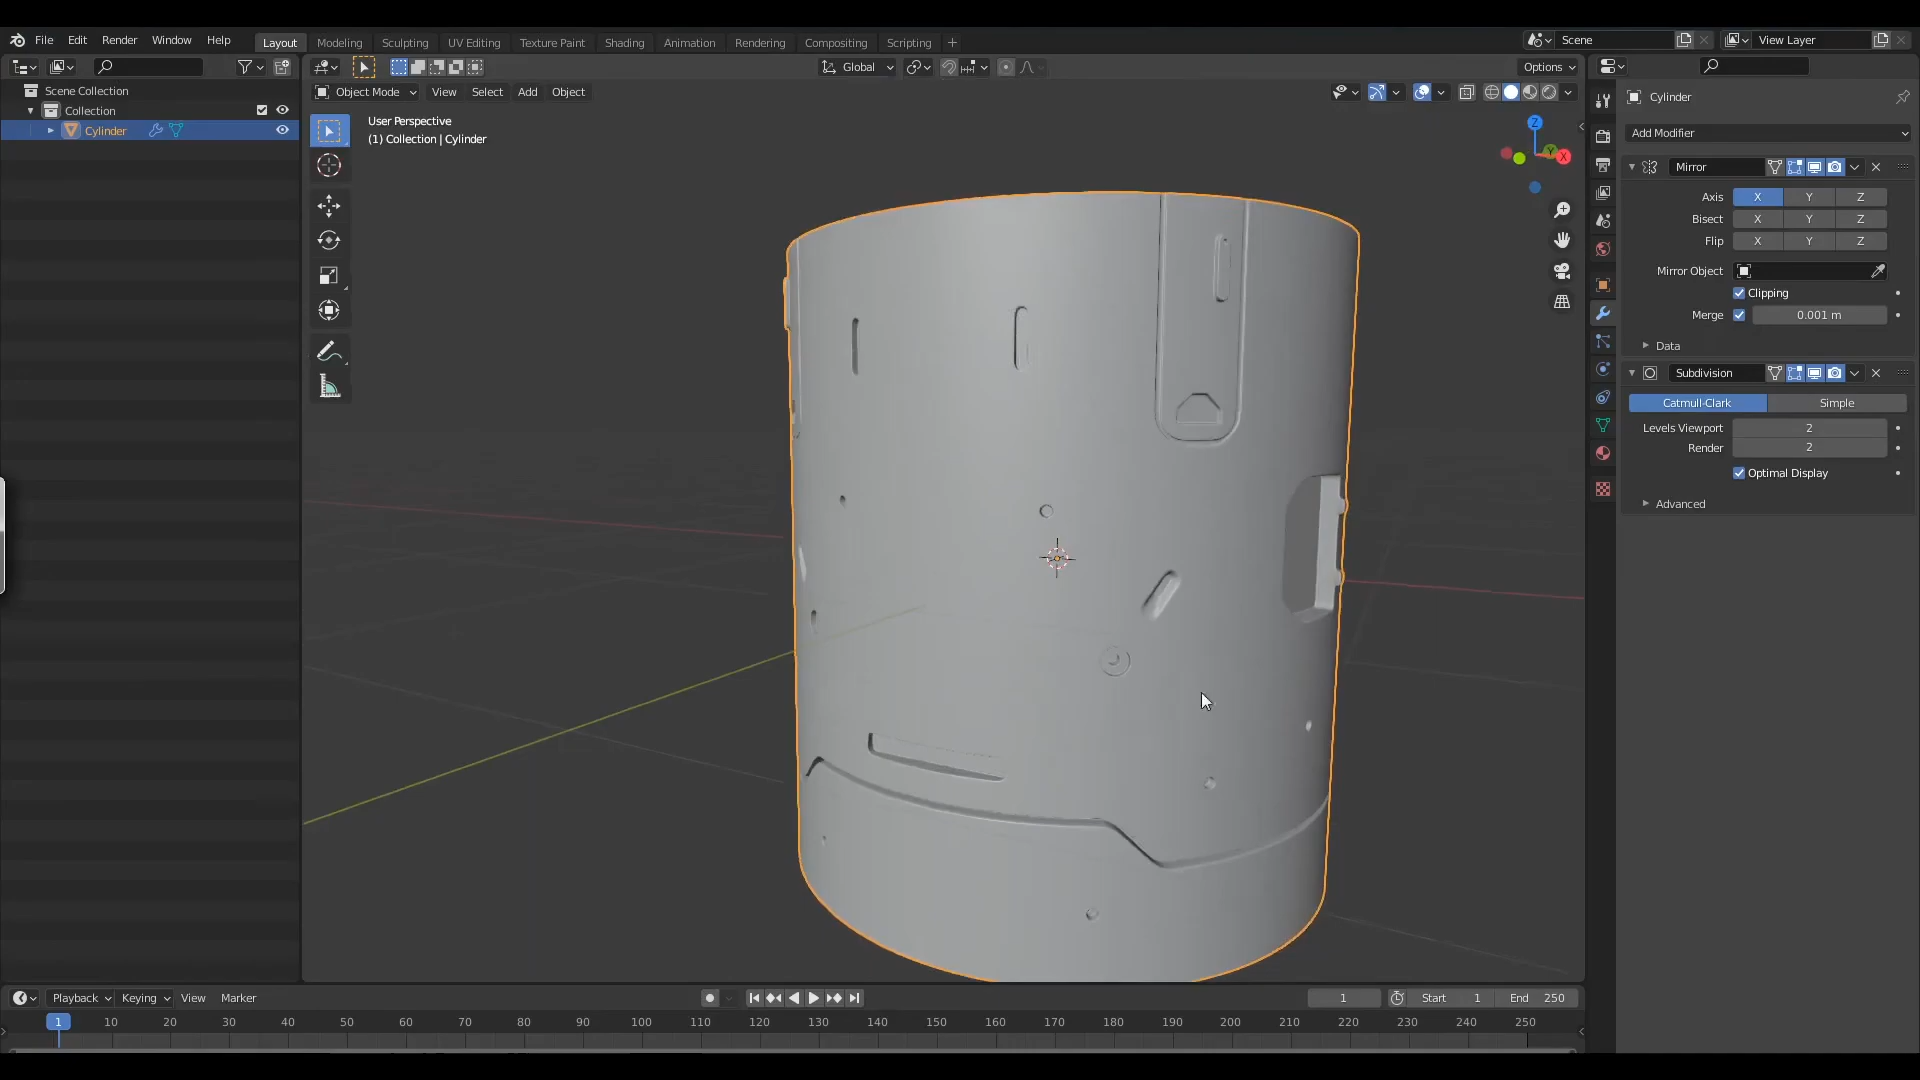 File Edit Render Window Help Layout Modeling Sculpting UV Editing Texture Paint Shading Animation Rendering Compositing Scripting + Scene View Layer
Global Options
Object Mode View Select Add Object
Scene Collection
Collection
Cylinder
User Perspective
(1) Collection | Cylinder
Z
Y
X
Cylinder
Add Modifier
Mirror
Axis X Y Z
Bisect X Y Z
Flip X Y Z
Mirror Object
Clipping
Merge 0.001 m
Data
Subdivision
Catmull-Clark Simple
Levels Viewport 2
Render 2
Optimal Display
Advanced
Playback Keying View Marker 1 Start 1 End 250
1 10 20 30 40 50 60 70 80 90 100 110 120 130 140 150 160 170 180 190 200 210 220 230 240 250